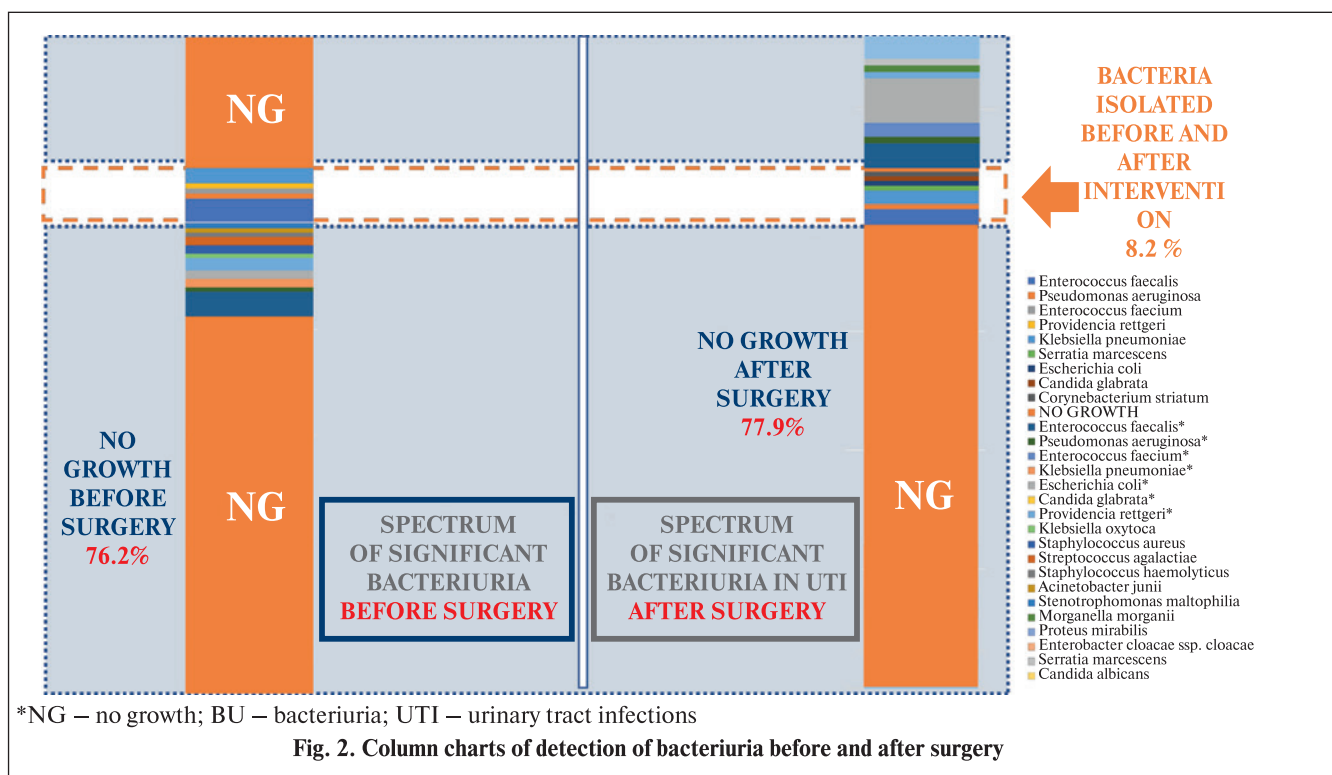 NG
BACTERIA
ISOLATED
BEFORE AND
AFTER
INTERVENTI
ON
8.2 %
NO GROWTH
AFTER
SURGERY
77.9%
NO
GROWTH
BEFORE
SURGERY
76.2%
NG
NG
SPECTRUM
OF SIGNIFICANT
BACTERIURIA
BEFORE SURGERY
SPECTRUM
OF SIGNIFICANT
BACTERIURIA IN UTI
AFTER SURGERY
Enterococcus faecalis
Pseudomonas aeruginosa
Enterococcus faecium
Providencia rettgeri
Klebsiella pneumoniae
Serratia marcescens
Escherichia coli
Candida glabrata
Corynebacterium striatum
NO GROWTH
Enterococcus faecalis*
Pseudomonas aeruginosa*
Enterococcus faecium*
Klebsiella pneumoniae*
Escherichia coli*
Candida glabrata*
Providencia rettgeri*
Klebsiella oxytoca
Staphylococcus aureus
Streptococcus agalactiae
Staphylococcus haemolyticus
Acinetobacter junii
Stenotrophomonas maltophilia
Morganella morganii
Proteus mirabilis
Enterobacter cloacae ssp. cloacae
Serratia marcescens
Candida albicans
*NG – no growth; BU – bacteriuria; UTI – urinary tract infections
Fig. 2. Column charts of detection of bacteriuria before and after surgery